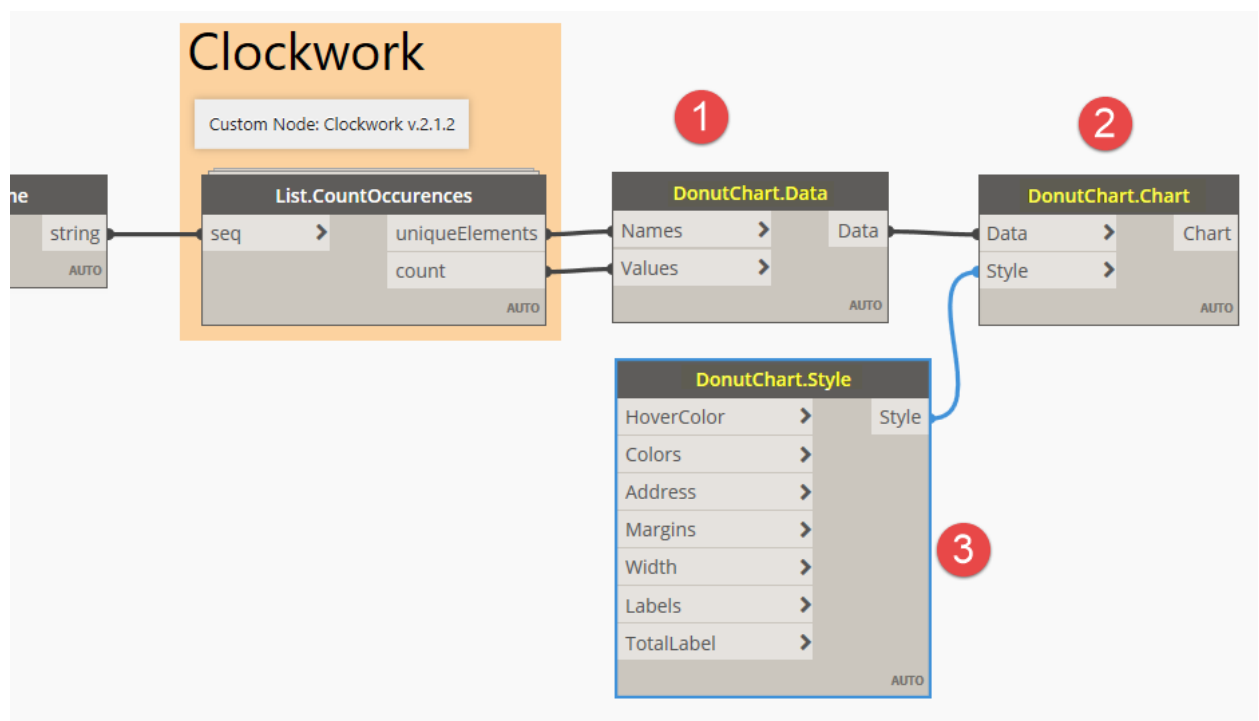 Clockwork
Custom Node: Clockwork v.2.1.2
1
2
ne
string
AUTO
List.CountOccurences
seq
uniqueElements
count
AUTO
DonutChart.Data
Names
Data
Values
AUTO
DonutChart.Chart
Data
Chart
Style
AUTO
DonutChart.Style
HoverColor
Style
Colors
Address
Margins
Width
Labels
TotalLabel
AUTO
3